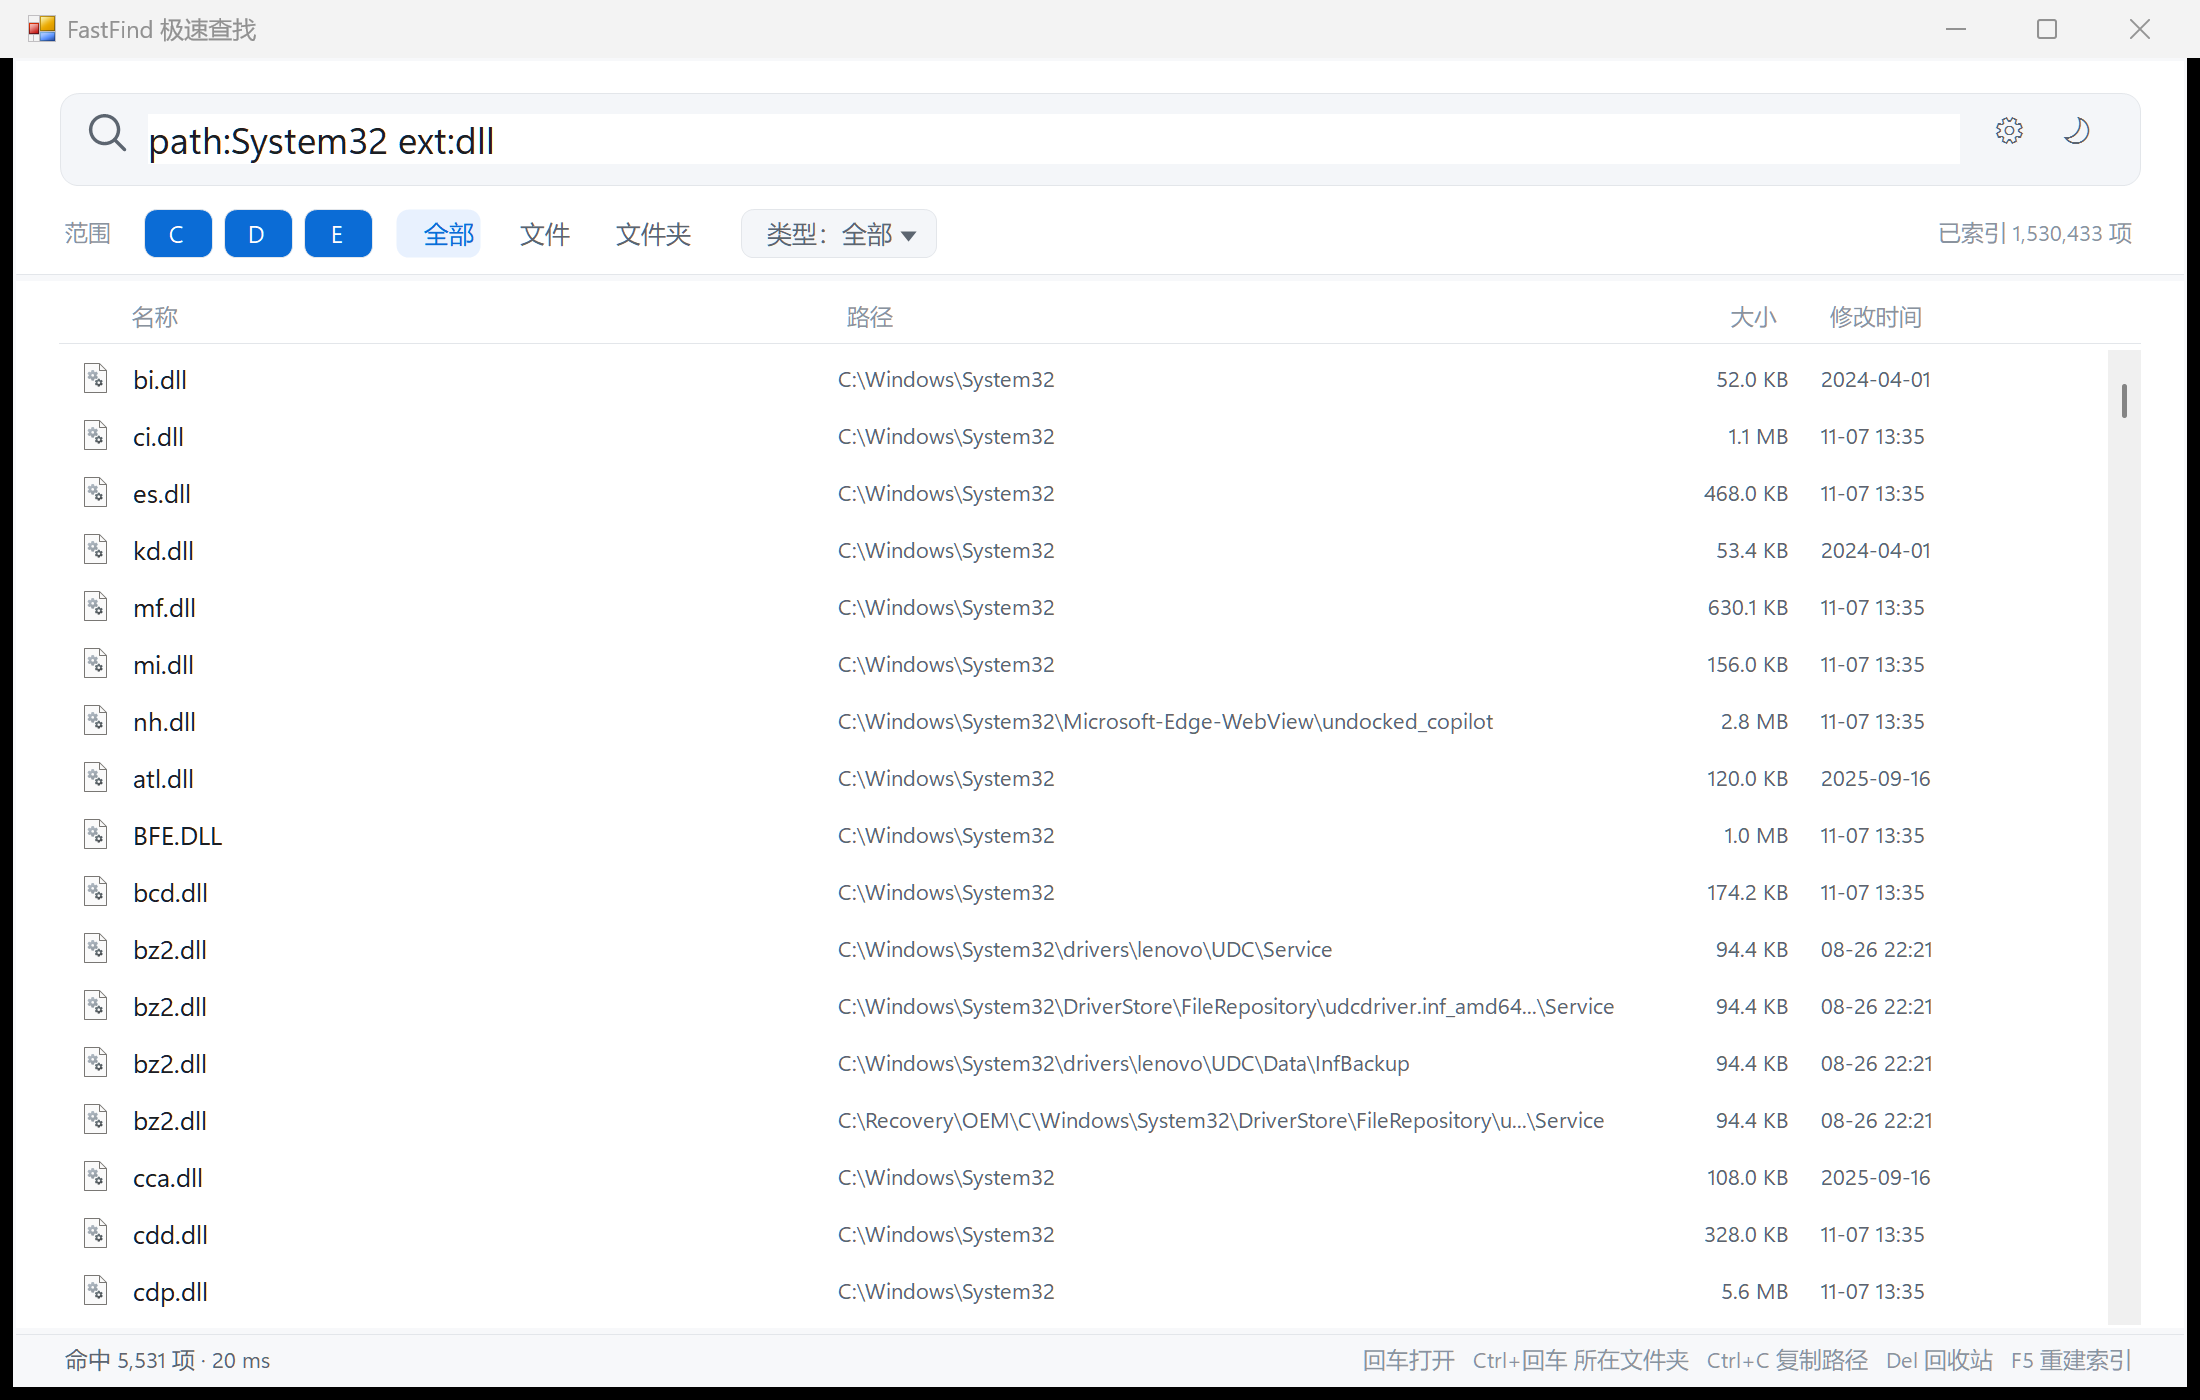 FastFind 极速查找
path:System32 ext:dll
范围 C D E 全部 文件 文件夹 类型：全部 已索引 1,530,433 项
名称 路径 大小 修改时间
bi.dll C:\Windows\System32 52.0 KB 2024-04-01
ci.dll C:\Windows\System32 1.1 MB 11-07 13:35
es.dll C:\Windows\System32 468.0 KB 11-07 13:35
kd.dll C:\Windows\System32 53.4 KB 2024-04-01
mf.dll C:\Windows\System32 630.1 KB 11-07 13:35
mi.dll C:\Windows\System32 156.0 KB 11-07 13:35
nh.dll C:\Windows\System32\Microsoft-Edge-WebView\undocked_copilot 2.8 MB 11-07 13:35
atl.dll C:\Windows\System32 120.0 KB 2025-09-16
BFE.DLL C:\Windows\System32 1.0 MB 11-07 13:35
bcd.dll C:\Windows\System32 174.2 KB 11-07 13:35
bz2.dll C:\Windows\System32\drivers\lenovo\UDC\Service 94.4 KB 08-26 22:21
bz2.dll C:\Windows\System32\DriverStore\FileRepository\udcdriver.inf_amd64...\Service 94.4 KB 08-26 22:21
bz2.dll C:\Windows\System32\drivers\lenovo\UDC\Data\InfBackup 94.4 KB 08-26 22:21
bz2.dll C:\Recovery\OEM\C\Windows\System32\DriverStore\FileRepository\u...\Service 94.4 KB 08-26 22:21
cca.dll C:\Windows\System32 108.0 KB 2025-09-16
cdd.dll C:\Windows\System32 328.0 KB 11-07 13:35
cdp.dll C:\Windows\System32 5.6 MB 11-07 13:35
命中 5,531 项 · 20 ms 回车打开 Ctrl+回车 所在文件夹 Ctrl+C 复制路径 Del 回收站 F5 重建索引